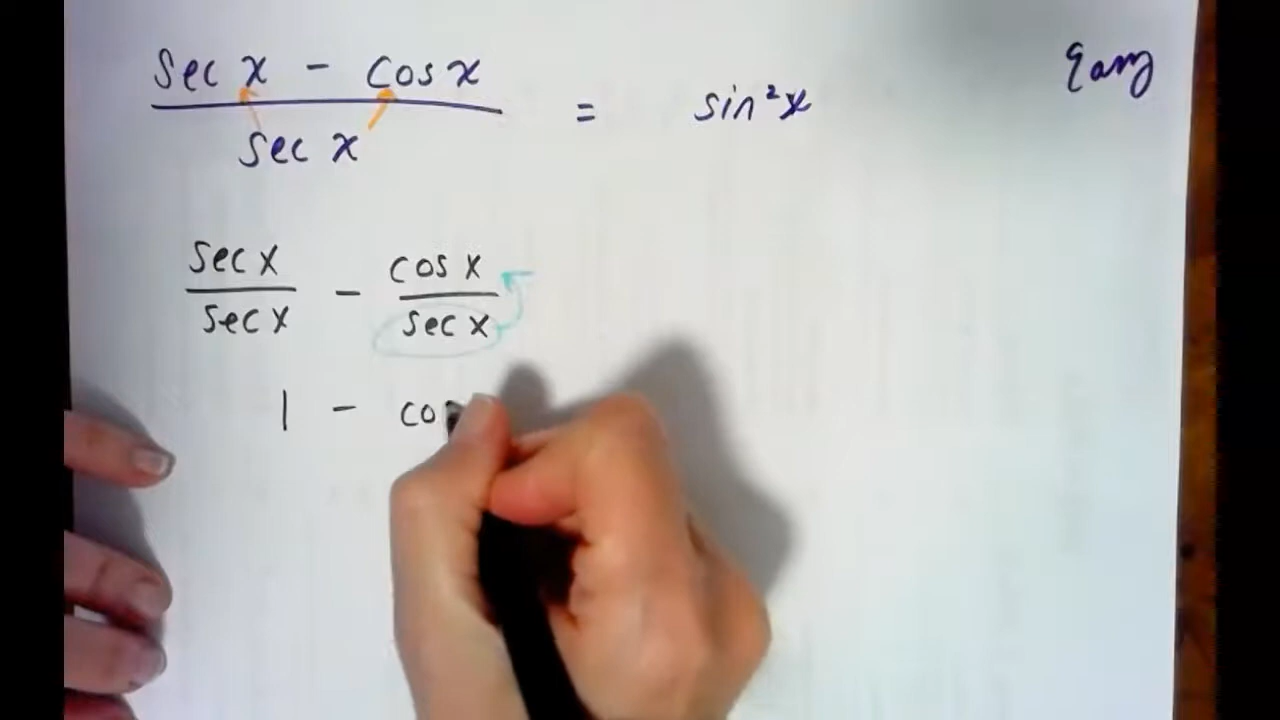 sec x - cos x / sec x = sin²x
Easy
sec x / sec x - cos x / sec x
1 - co